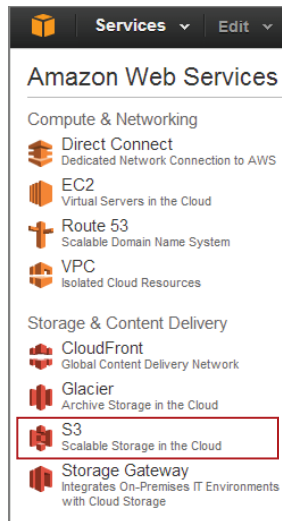 Services Edit
Amazon Web Services
Compute & Networking
Direct Connect
Dedicated Network Connection to AWS
EC2
Virtual Servers in the Cloud
Route 53
Scalable Domain Name System
VPC
Isolated Cloud Resources
Storage & Content Delivery
CloudFront
Global Content Delivery Network
Glacier
Archive Storage in the Cloud
S3
Scalable Storage in the Cloud
Storage Gateway
Integrates On-Premises IT Environments
with Cloud Storage